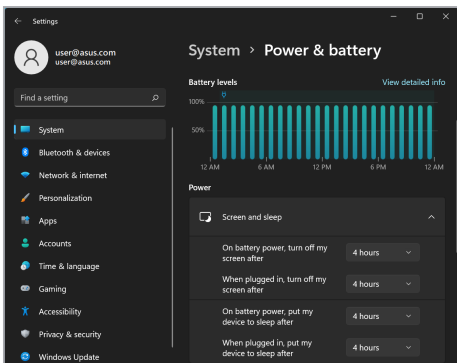 Settings
user@asus.com
user@asus.com
Find a setting
System
Bluetooth & devices
Network & internet
Personalization
Apps
Accounts
Time & language
Gaming
Accessibility
Privacy & security
Windows Update
System > Power & battery
Battery levels
View detailed info
100%
50%
12 AM 6 AM 12 PM 6 PM 12 AM
Power
Screen and sleep
On battery power, turn off my
screen after
4 hours
When plugged in, turn off my
screen after
4 hours
On battery power, put my
device to sleep after
4 hours
When plugged in, put my
device to sleep after
4 hours